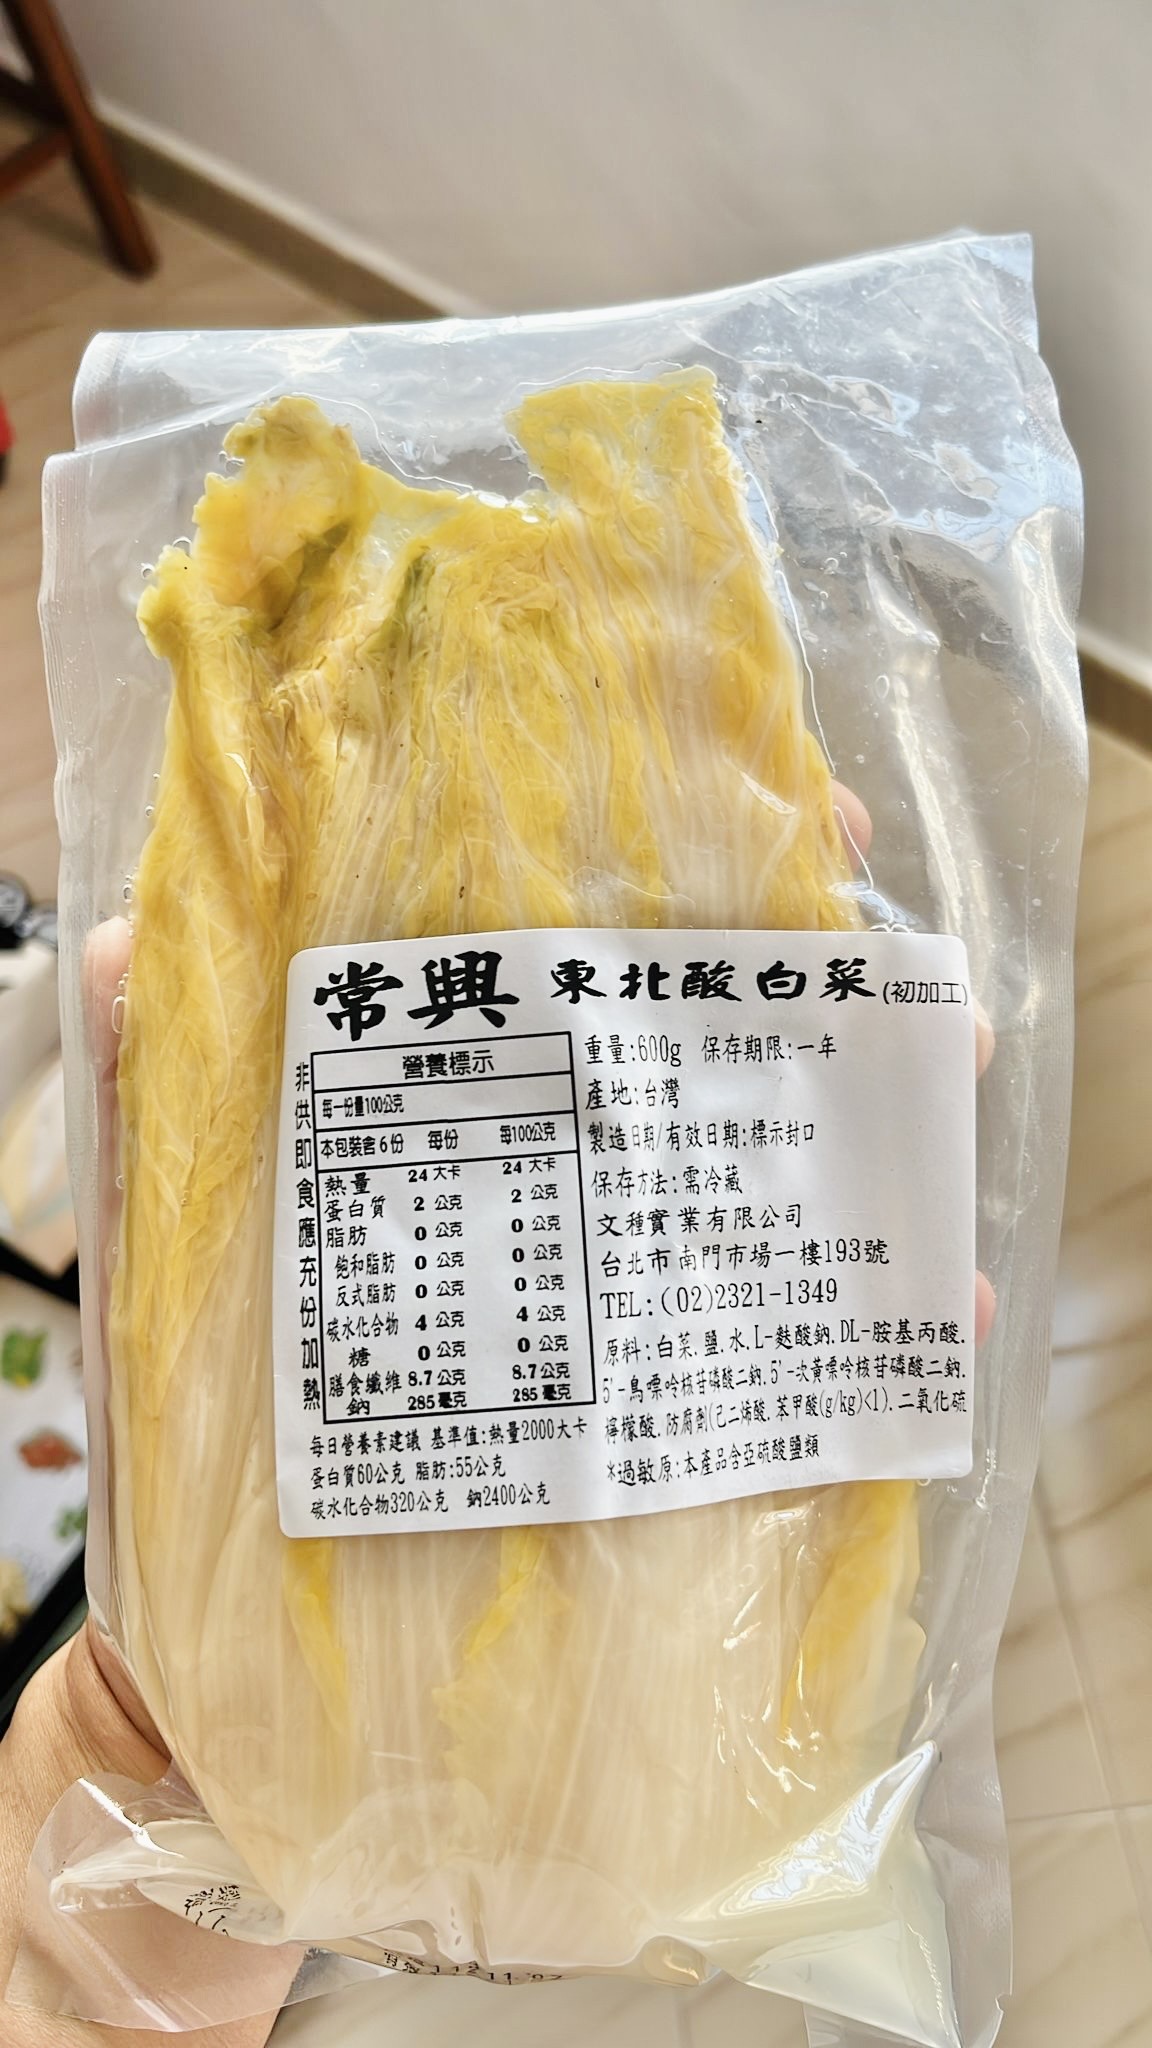 常興 東北酸白菜(初加工)
非供即食應充份加熱
營養標示
每一份量100公克
本包裝含6份 每份 每100公克
熱量 24 大卡 24 大卡
蛋白質 2 公克 2 公克
脂肪 0 公克 0 公克
飽和脂肪 0 公克 0 公克
反式脂肪 0 公克 0 公克
碳水化合物 4 公克 4 公克
糖 0 公克 0 公克
膳食纖维 8.7 公克 8.7 公克
鈉 285 毫克 285 毫克
每日營養素建議 基準值:熱量2000大卡
蛋白質60公克 脂肪:55公克
碳水化合物320公克 鈉2400公克
重量:600g 保存期限:一年
產地:台灣
製造日期/有效日期:標示封口
保存方法:需冷藏
文種實業有限公司
台北市南門市場一樓193號
TEL:(02)2321-1349
原料:白菜.鹽.水.L-麩酸鈉.DL-胺基丙酸.
5'-鳥嘌呤核苷磷酸二鈉.5'-次黃嘌呤核苷磷酸二鈉.
檸檬酸.防腐劑(己二烯酸.苯甲酸(g/kg)<1).二氧化硫
*過敏原:本產品含亞硫酸鹽類